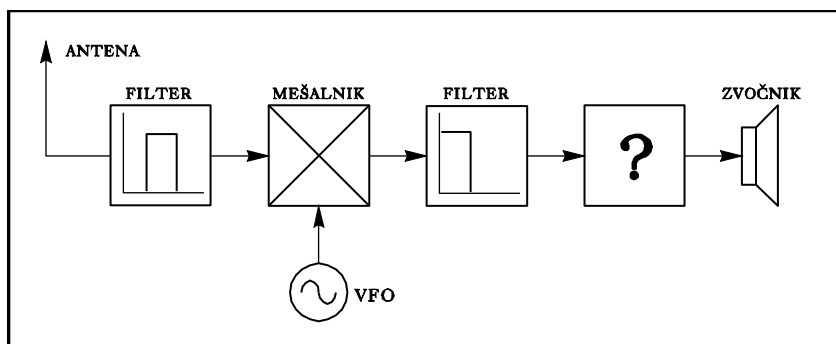 ANTENA
FILTER
MEŠALNIK
FILTER
?
ZVOČNIK
VFO